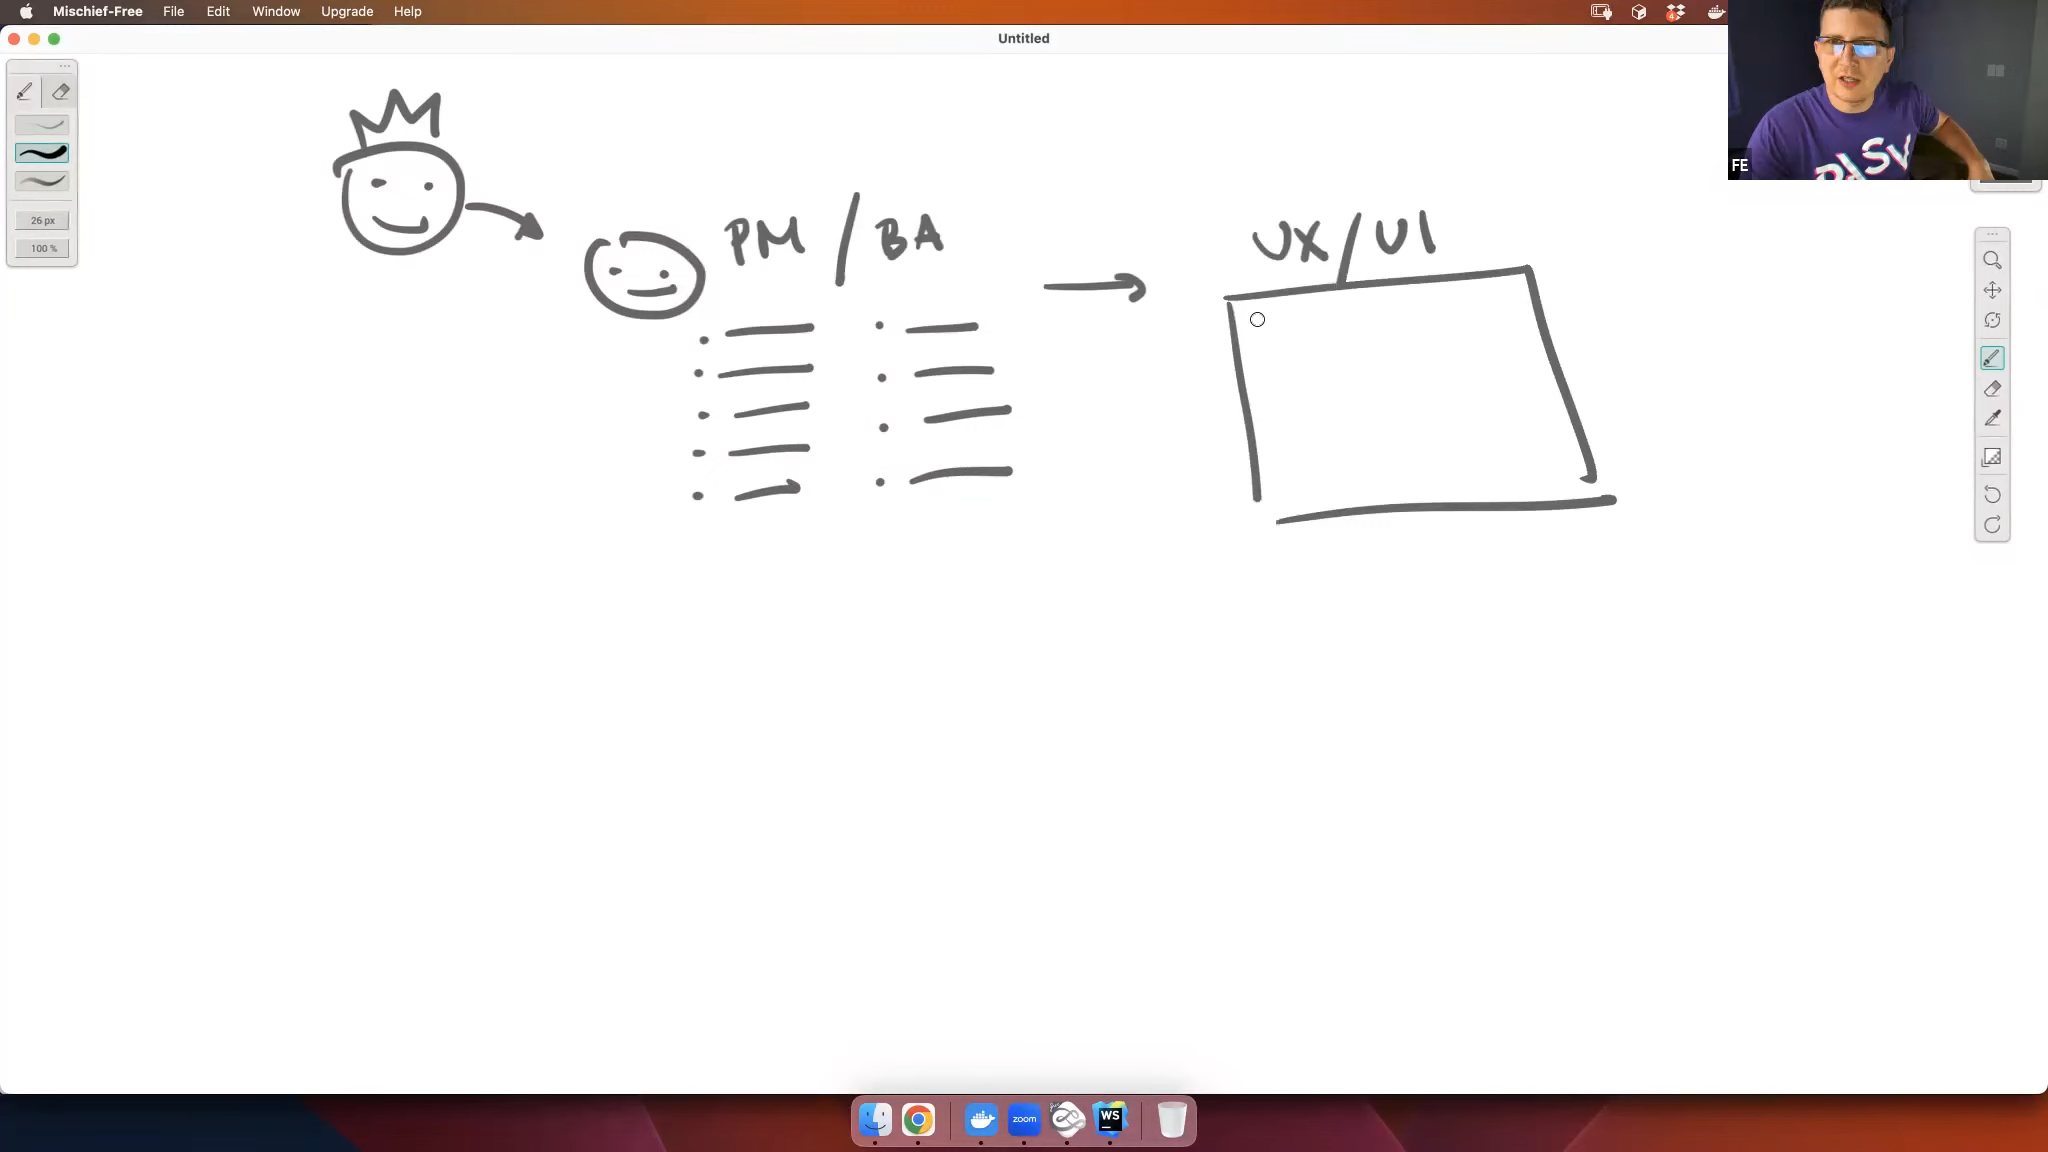 Mischief-Free File Edit Window Upgrade Help
Untitled
26 px
100 %
FE
PM / BA
UX/UI
zoom
WS